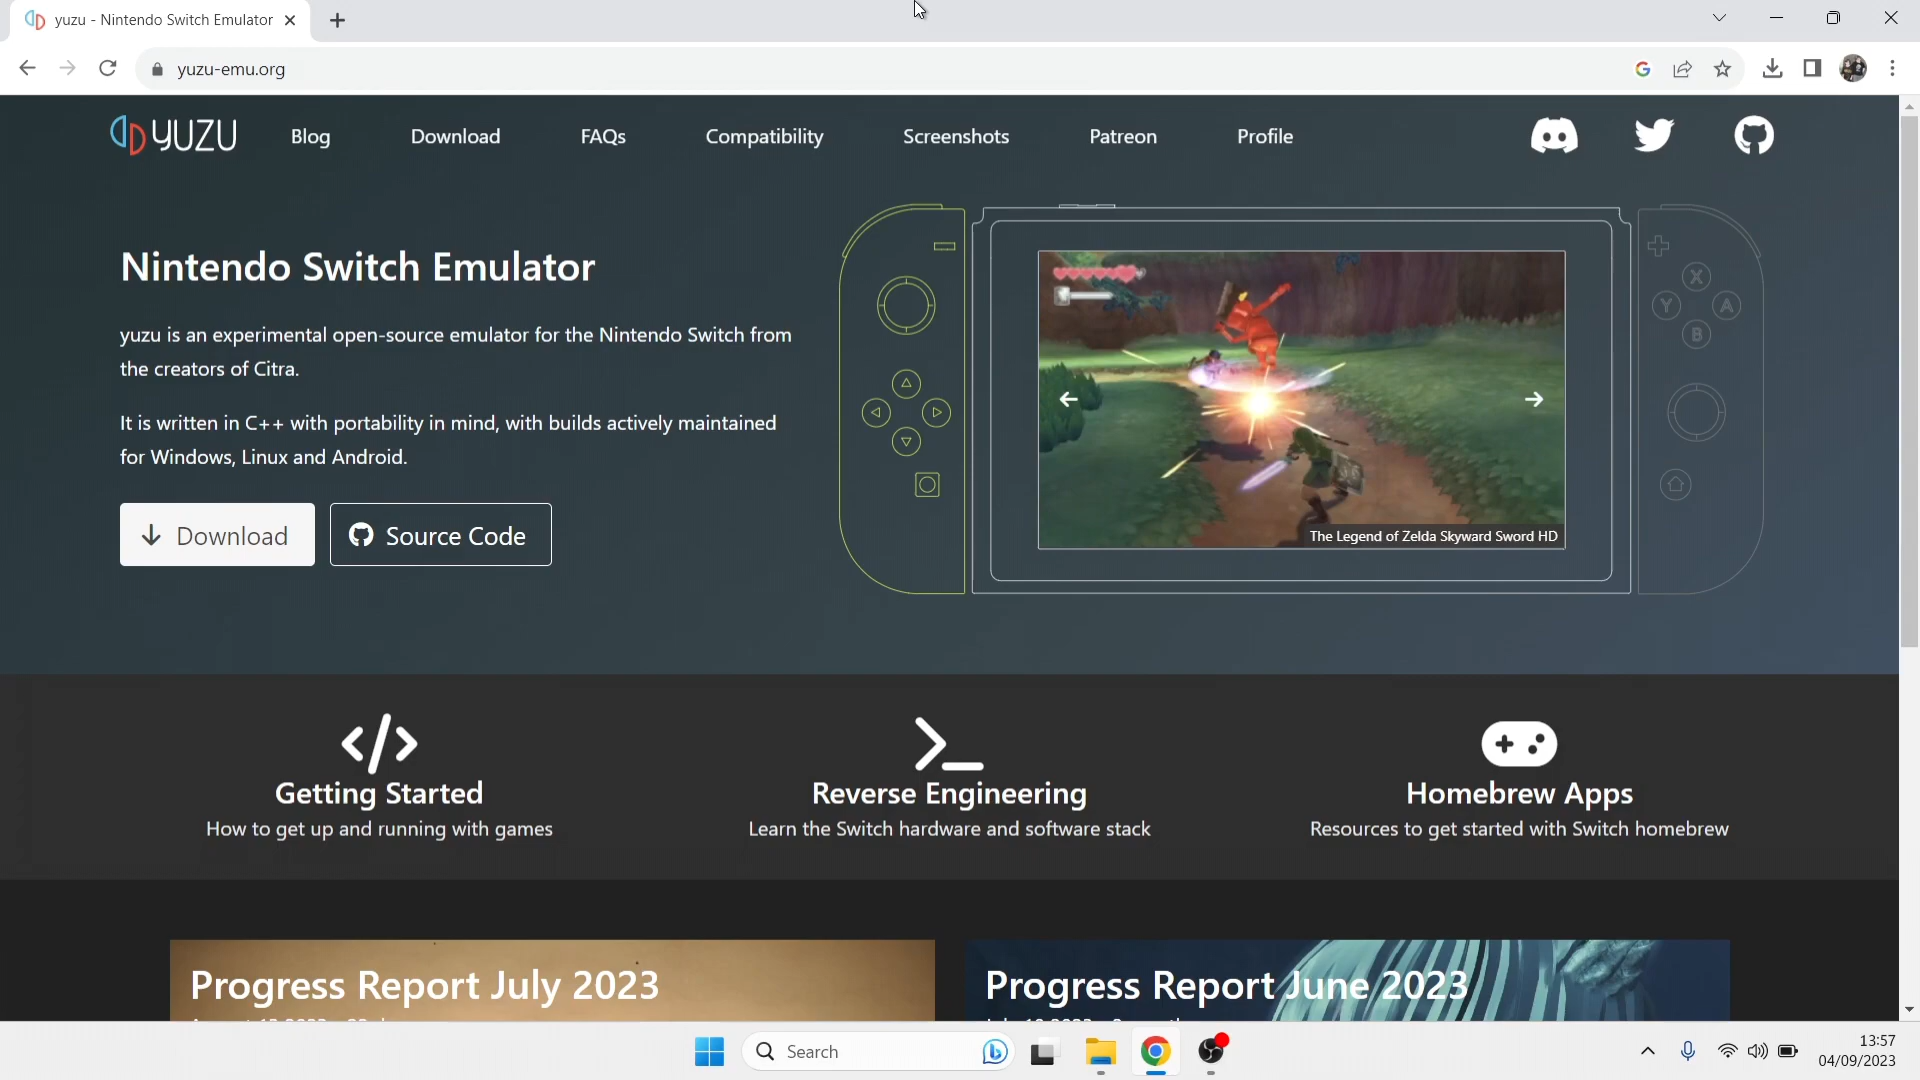 yuzu - Nintendo Switch Emulator
yuzu-emu.org
YUZU
Blog
Download
FAQs
Compatibility
Screenshots
Patreon
Profile
Nintendo Switch Emulator
yuzu is an experimental open-source emulator for the Nintendo Switch from
the creators of Citra.
It is written in C++ with portability in mind, with builds actively maintained
for Windows, Linux and Android.
Download
Source Code
X
Y
A
B
The Legend of Zelda Skyward Sword HD
Getting Started
How to get up and running with games
Reverse Engineering
Learn the Switch hardware and software stack
Homebrew Apps
Resources to get started with Switch homebrew
Progress Report July 2023
Progress Report June 2023
Search
13:57
04/09/2023